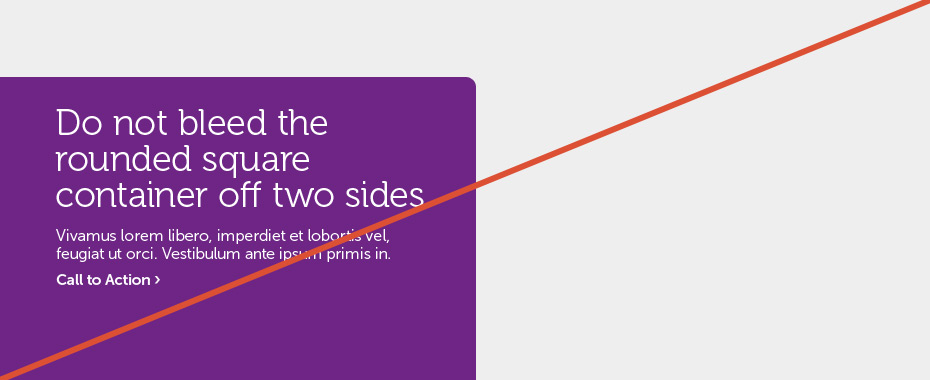 Do not bleed the
rounded square
container off two sides
Vivamus lorem libero, imperdiet et lobortis vel,
feugiat ut orci. Vestibulum ante ipsum primis in.
Call to Action ›